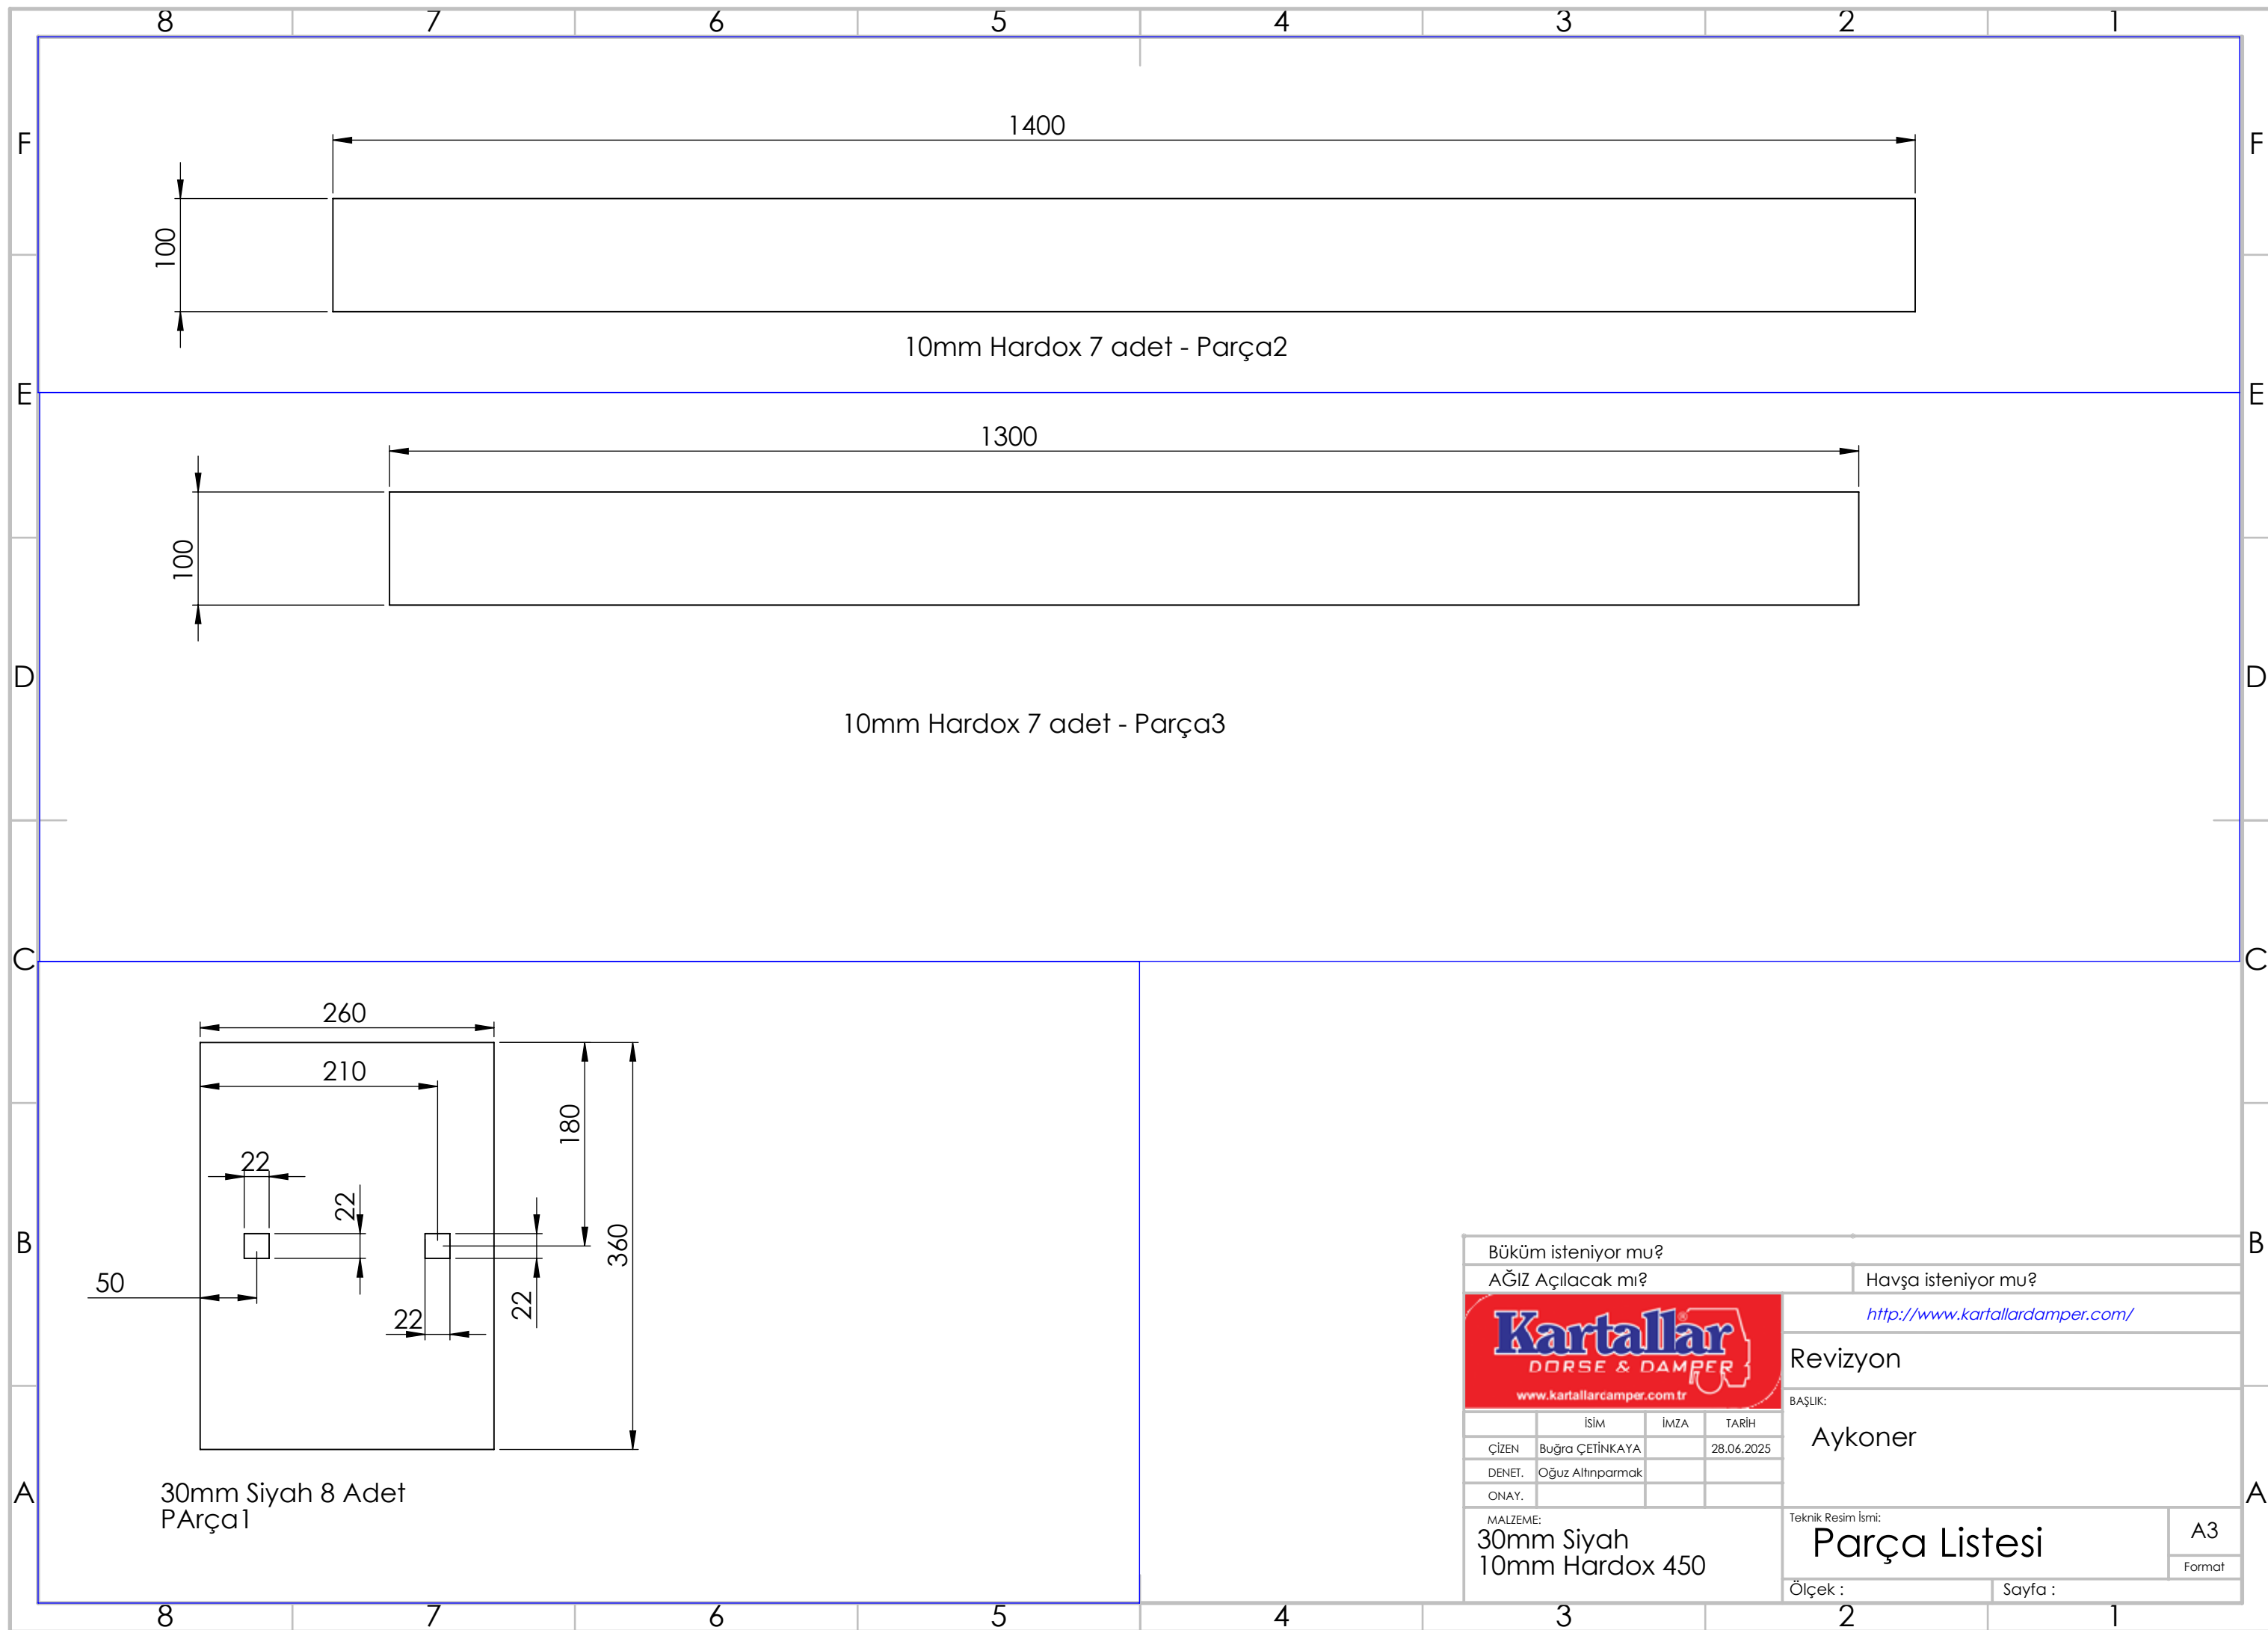 8 7 6 5 4 3 2 1
F F
1400
100
10mm Hardox 7 adet - Parça2
E E
1300
100
D D
10mm Hardox 7 adet - Parça3
C C
260
210
180
22
22
360
B B
50
22
22
30mm Siyah 8 Adet
PArça1
A A
Büküm isteniyor mu?
AĞIZ Açılacak mı? Havşa isteniyor mu?
Kartallar®
DORSE & DAMPER
www.kartallardamper.com.tr
http://www.kartallardamper.com/
Revizyon
BAŞLIK:
Aykoner
İSİM İMZA TARİH
ÇİZEN Buğra ÇETİNKAYA 28.06.2025
DENET. Oğuz Altınparmak
ONAY.
MALZEME:
30mm Siyah
10mm Hardox 450
Teknik Resim İsmi:
Parça Listesi
A3
Format
Ölçek : Sayfa :
8 7 6 5 4 3 2 1